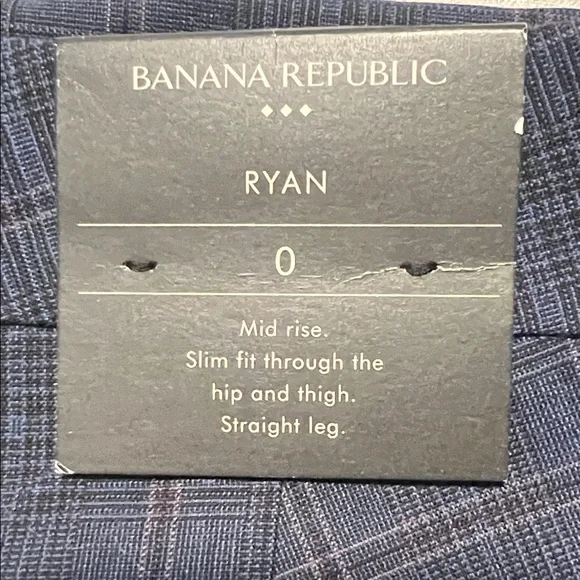 BANANA REPUBLIC
RYAN
0
Mid rise.
Slim fit through the
hip and thigh.
Straight leg.